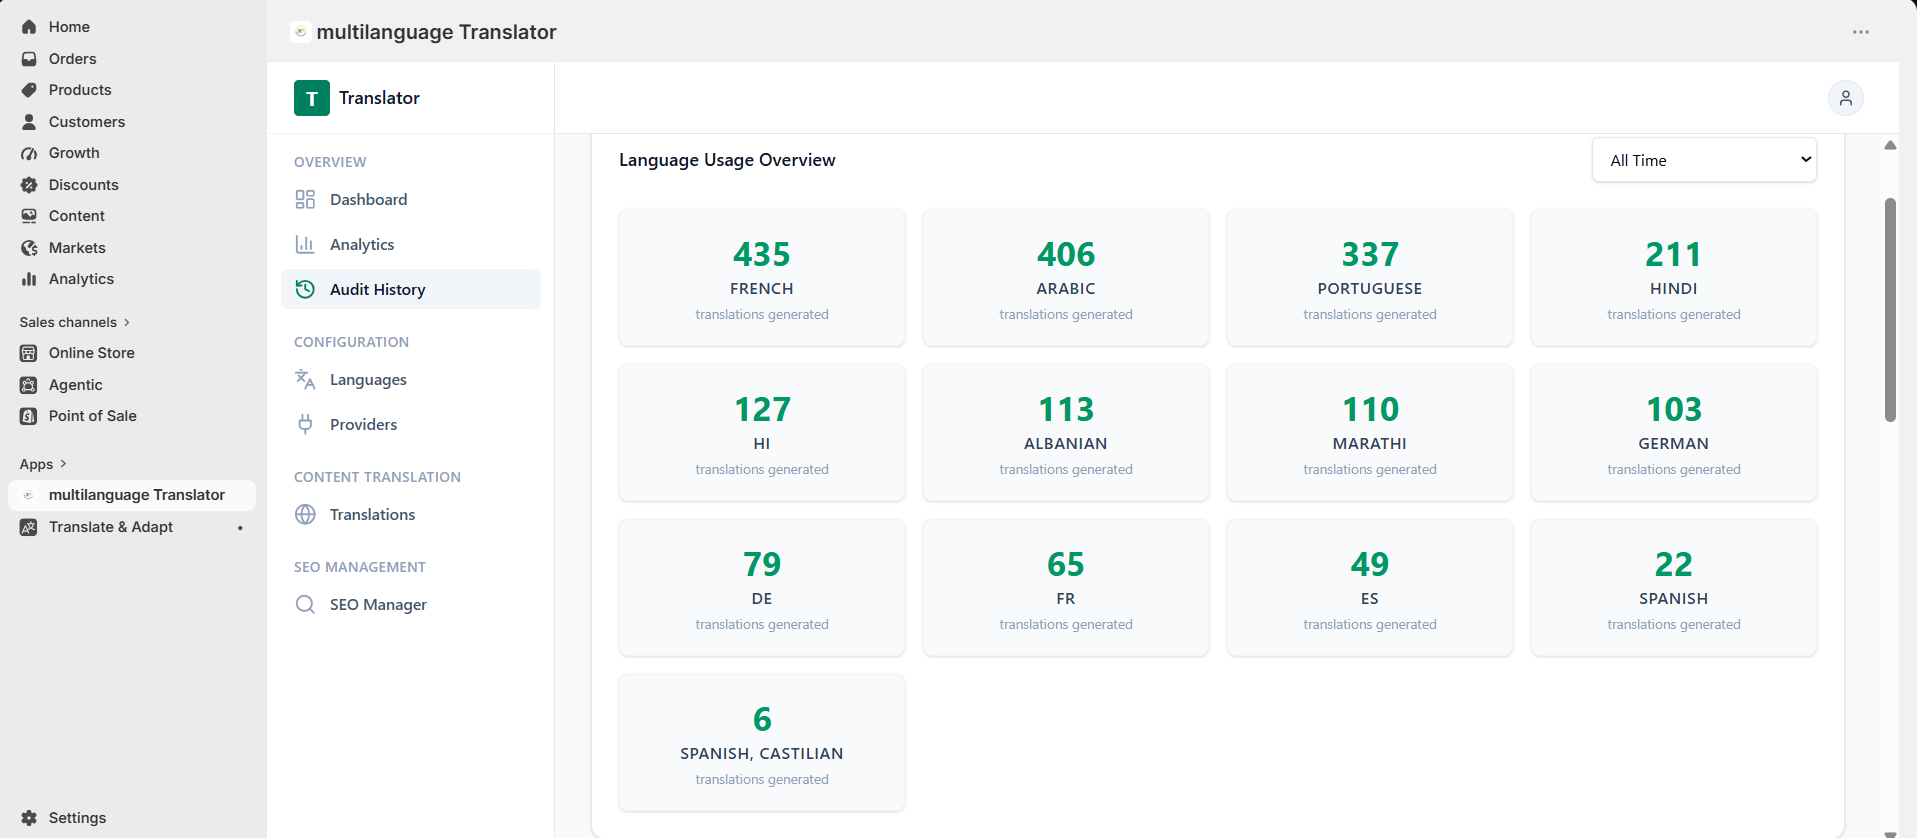 Home
Orders
Products
Customers
Growth
Discounts
Content
Markets
Analytics
Sales channels
Online Store
Agentic
Point of Sale
Apps
multilanguage Translator
Translate & Adapt
Settings
multilanguage Translator
T Translator
OVERVIEW
Dashboard
Analytics
Audit History
CONFIGURATION
Languages
Providers
CONTENT TRANSLATION
Translations
SEO MANAGEMENT
SEO Manager
Language Usage Overview
All Time
435
FRENCH
translations generated
406
ARABIC
translations generated
337
PORTUGUESE
translations generated
211
HINDI
translations generated
127
HI
translations generated
113
ALBANIAN
translations generated
110
MARATHI
translations generated
103
GERMAN
translations generated
79
DE
translations generated
65
FR
translations generated
49
ES
translations generated
22
SPANISH
translations generated
6
SPANISH, CASTILIAN
translations generated